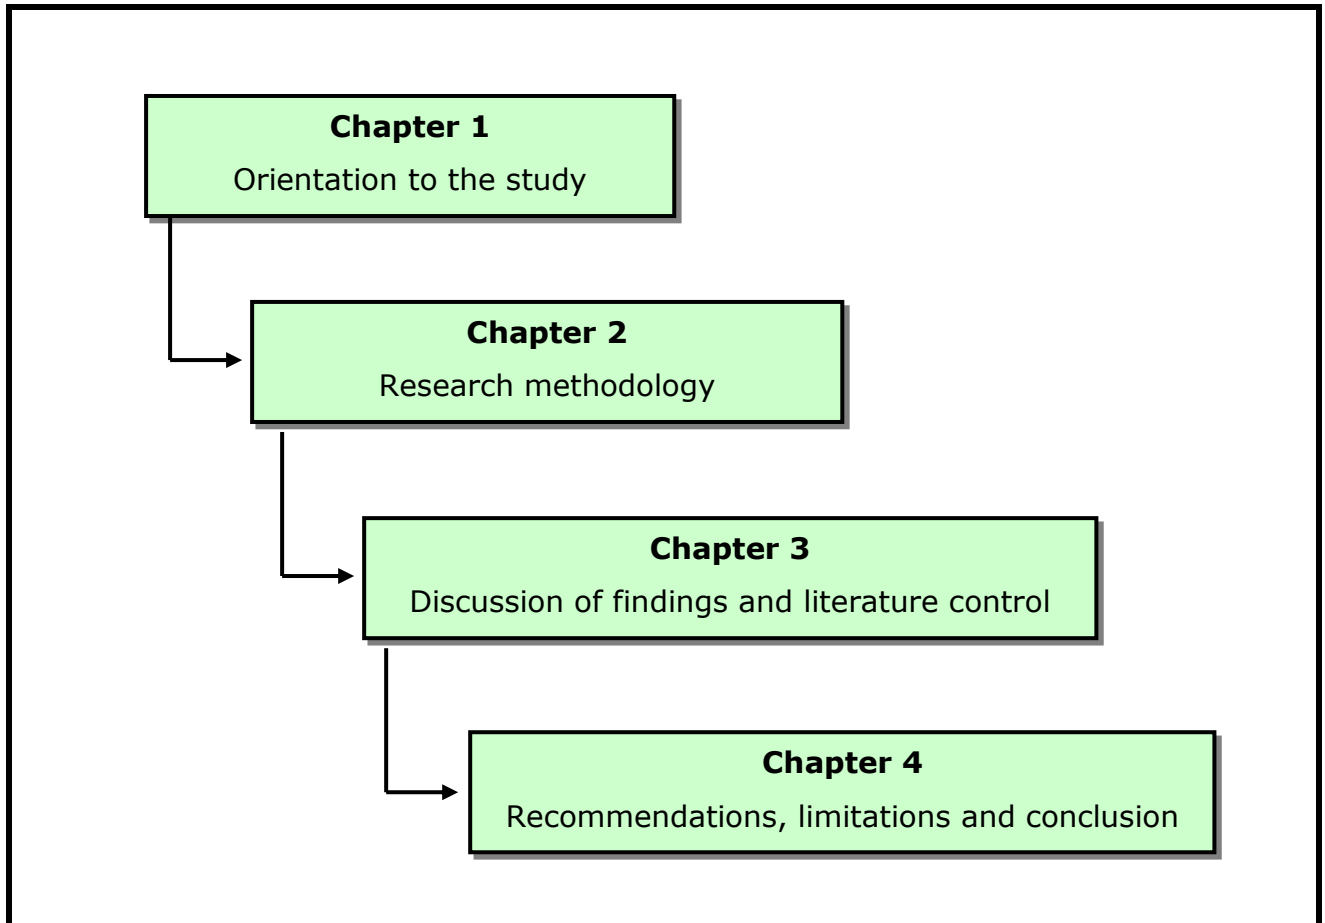 Chapter 1
Orientation to the study
Chapter 2
Research methodology
Chapter 3
Discussion of findings and literature control
Chapter 4
Recommendations, limitations and conclusion